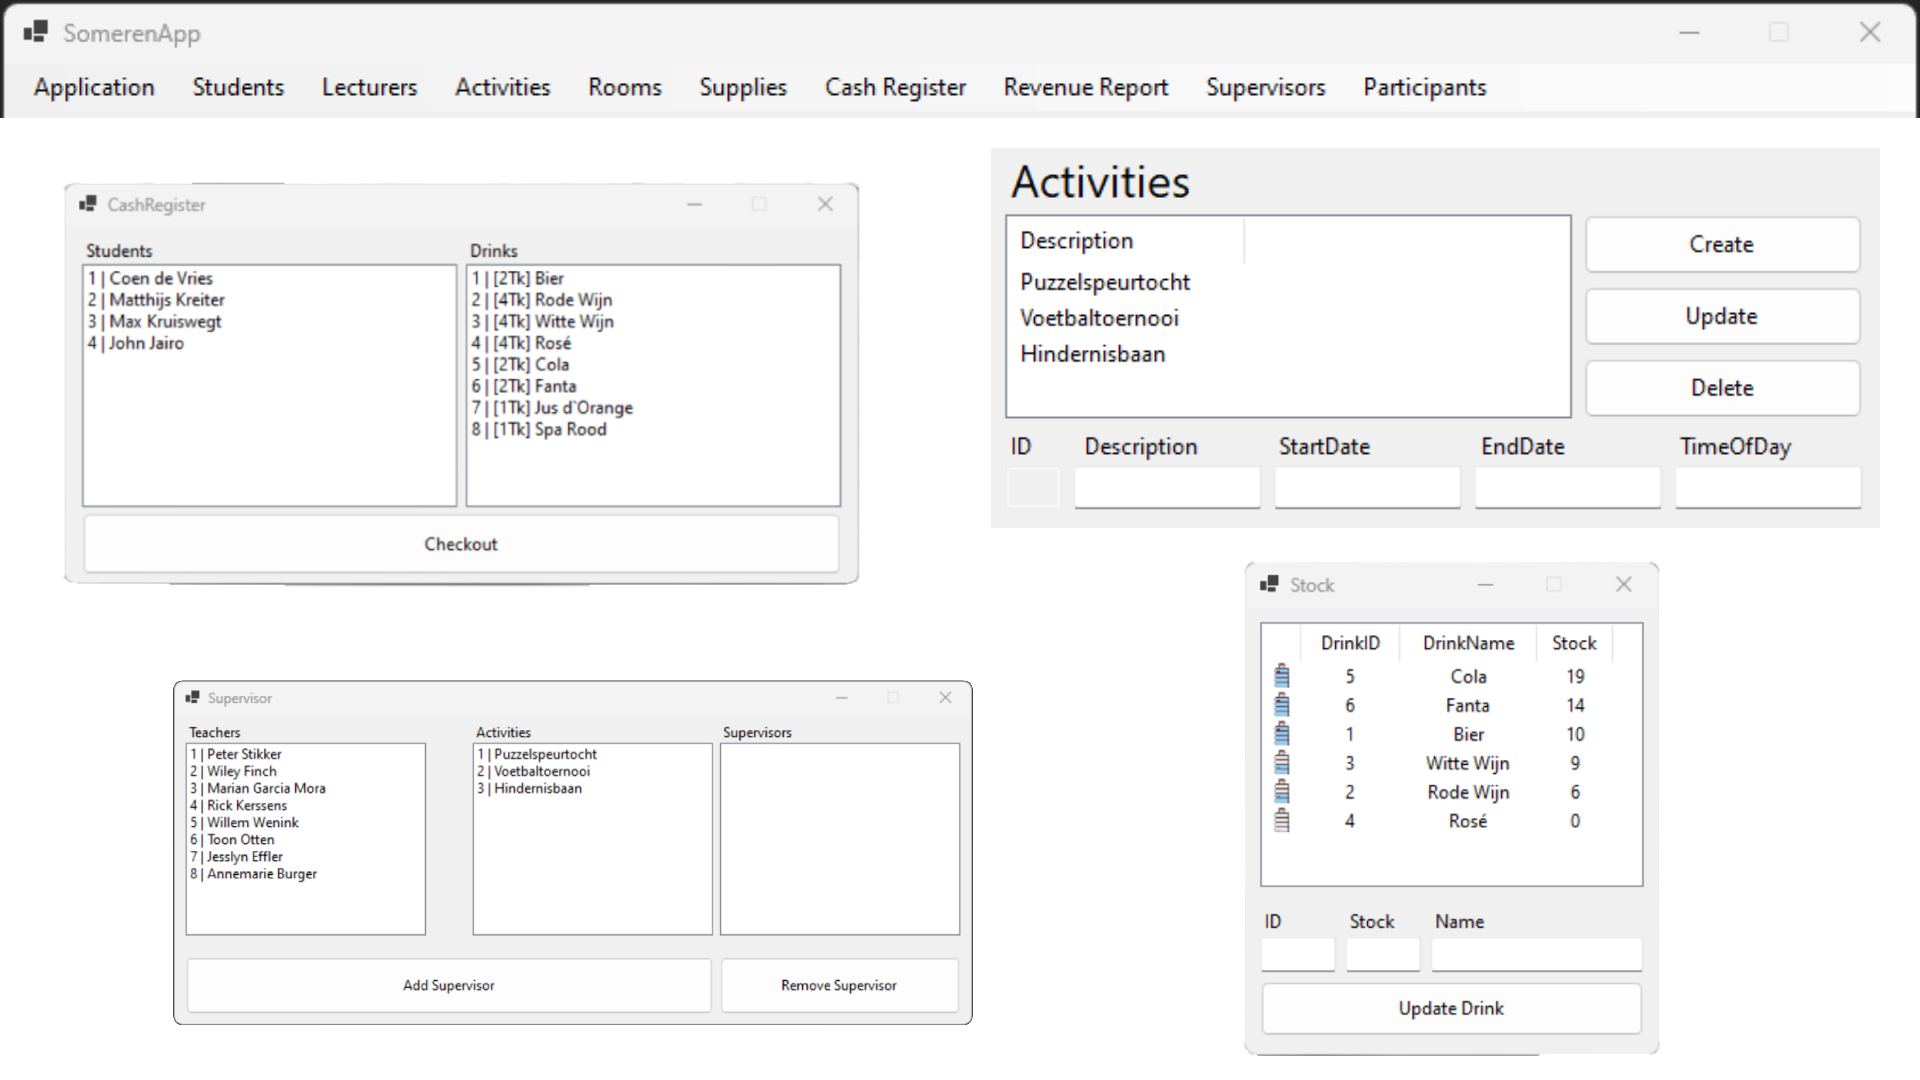 SomerenApp
Application Students Lecturers Activities Rooms Supplies Cash Register Revenue Report Supervisors Participants
CashRegister
Students
1 | Coen de Vries
2 | Matthijs Kreiter
3 | Max Kruiswegt
4 | John Jairo
Drinks
1 | [2Tk] Bier
2 | [4Tk] Rode Wijn
3 | [4Tk] Witte Wijn
4 | [4Tk] Rosé
5 | [2Tk] Cola
6 | [2Tk] Fanta
7 | [1Tk] Jus d`Orange
8 | [1Tk] Spa Rood
Checkout
Activities
Description
Puzzelspeurtocht
Voetbaltoernooi
Hindernisbaan
Create
Update
Delete
ID Description StartDate EndDate TimeOfDay
Supervisor
Teachers
1 | Peter Stikker
2 | Wiley Finch
3 | Marian Garcia Mora
4 | Rick Kerssens
5 | Willem Wenink
6 | Toon Otten
7 | Jesslyn Effler
8 | Annemarie Burger
Activities
1 | Puzzelspeurtocht
2 | Voetbaltoernooi
3 | Hindernisbaan
Supervisors
Add Supervisor
Remove Supervisor
Stock
DrinkID DrinkName Stock
5 Cola 19
6 Fanta 14
1 Bier 10
3 Witte Wijn 9
2 Rode Wijn 6
4 Rosé 0
ID Stock Name
Update Drink